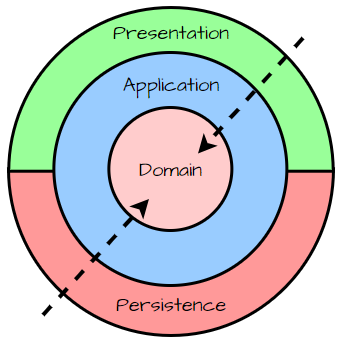 Presentation
Application
Domain
Persistence